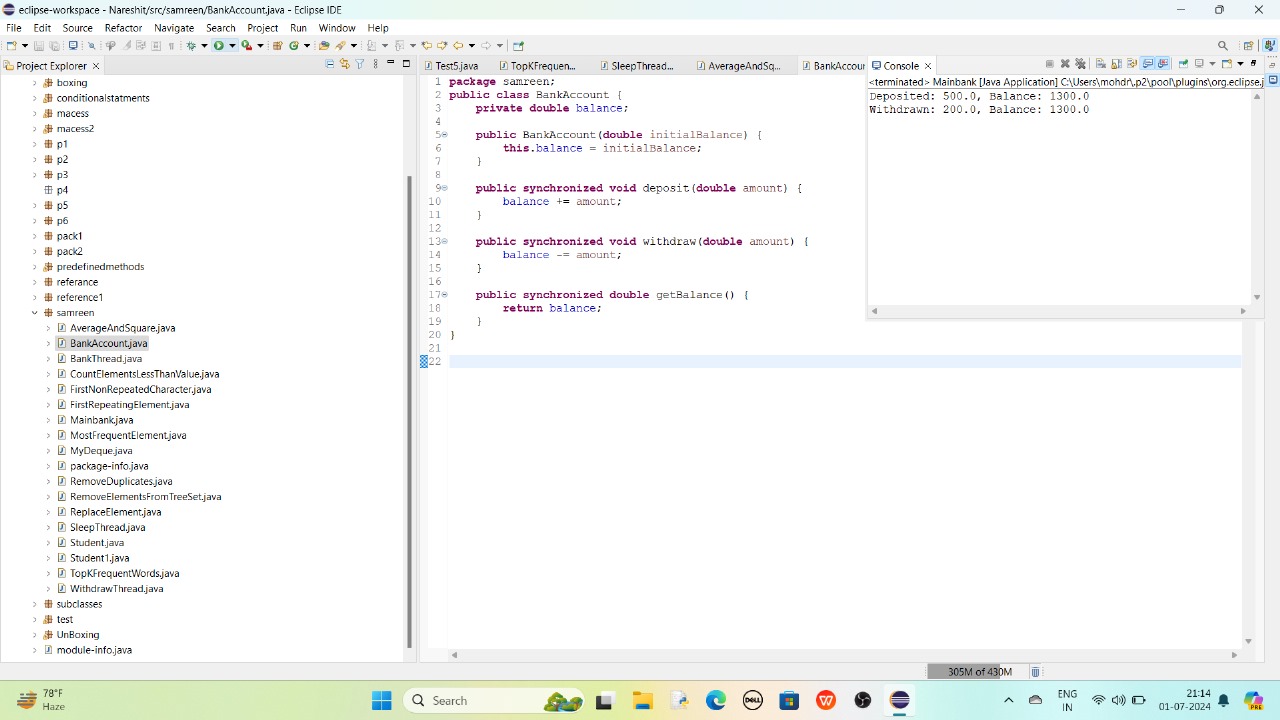 eclipse-workspace - Nareshit/src/samreen/BankAccount.java - Eclipse IDE
File Edit Source Refactor Navigate Search Project Run Window Help
Project Explorer
boxing
conditionalstatments
macess
macess2
p1
p2
p3
p4
p5
p6
pack1
pack2
predefinedmethods
referance
reference1
samreen
AverageAndSquare.java
BankAccount.java
BankThread.java
CountElementsLessThanValue.java
FirstNonRepeatedCharacter.java
FirstRepeatingElement.java
Mainbank.java
MostFrequentElement.java
MyDeque.java
package-info.java
RemoveDuplicates.java
RemoveElementsFromTreeSet.java
ReplaceElement.java
SleepThread.java
Student.java
Student1.java
TopKFrequentWords.java
WithdrawThread.java
subclasses
test
UnBoxing
module-info.java
Test5.java TopKFrequen... SleepThread... AverageAndSq... BankAccour
1 package samreen;
2 public class BankAccount {
3 private double balance;
4
5 public BankAccount(double initialBalance) {
6 this.balance = initialBalance;
7 }
8
9 public synchronized void deposit(double amount) {
10 balance += amount;
11 }
12
13 public synchronized void withdraw(double amount) {
14 balance -= amount;
15 }
16
17 public synchronized double getBalance() {
18 return balance;
19 }
20 }
21
22
Console
<terminated> Mainbank [Java Application] C:\Users\mohdr\.p2\pool\plugins\org.eclipse.j
Deposited: 500.0, Balance: 1300.0
Withdrawn: 200.0, Balance: 1300.0
305M of 430M
78°F
Haze
Search
DELL
W
ENG
IN
21:14
01-07-2024
PRE